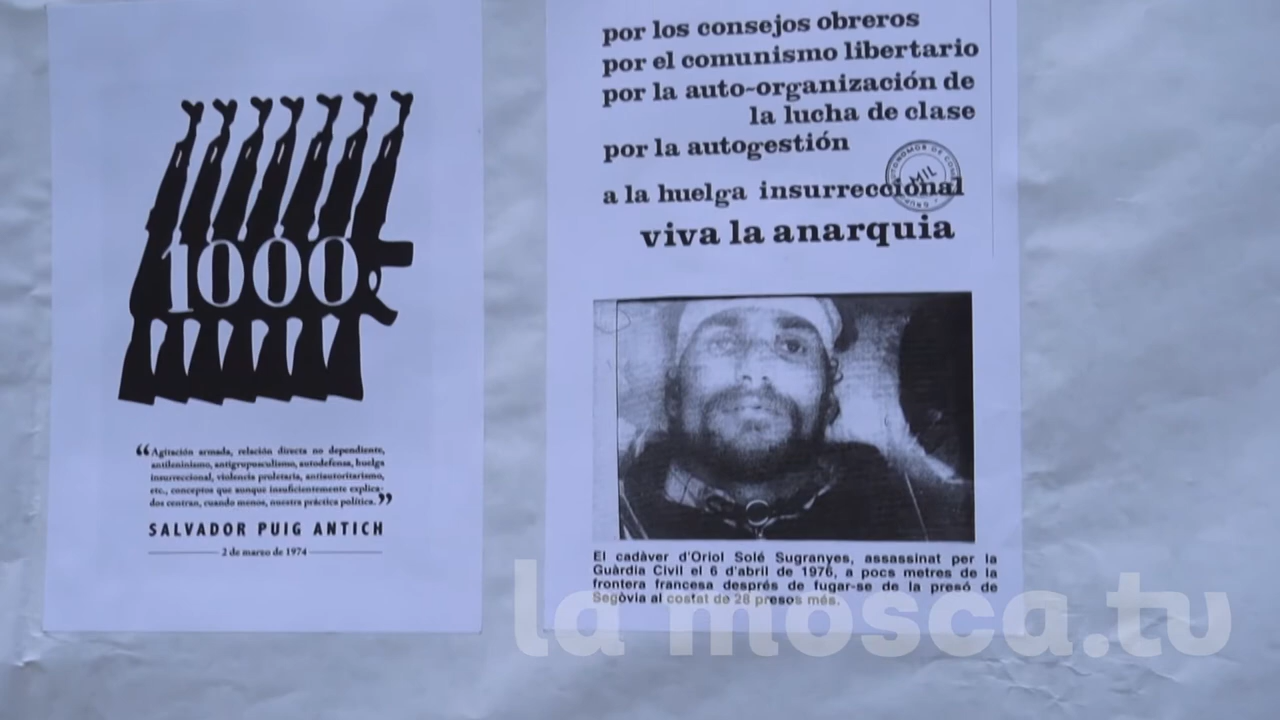 1000
“Agitación armada, relación directa no dependiente,
antileninismo, antigrupusculismo, autodefensa, huelga
insurreccional, violencia proletaria, antiautoritarismo,
etc., conceptos que aunque insuficientemente explica-
dos centran, cuando menos, nuestra práctica política.”
SALVADOR PUIG ANTICH
2 de marzo de 1974
por los consejos obreros
por el comunismo libertario
por la auto-organización de
la lucha de clase
por la autogestión
a la huelga insurreccional
viva la anarquia
AUTONOMOS DE
MIL
GRUPOS
El cadàver d'Oriol Solé Sugranyes, assassinat per la
Guàrdia Civil el 6 d'abril de 1976, a pocs metres de la
frontera francesa després de fugar-se de la presó de
Segòvia al costat de 28 presos més.
la mosca.tv